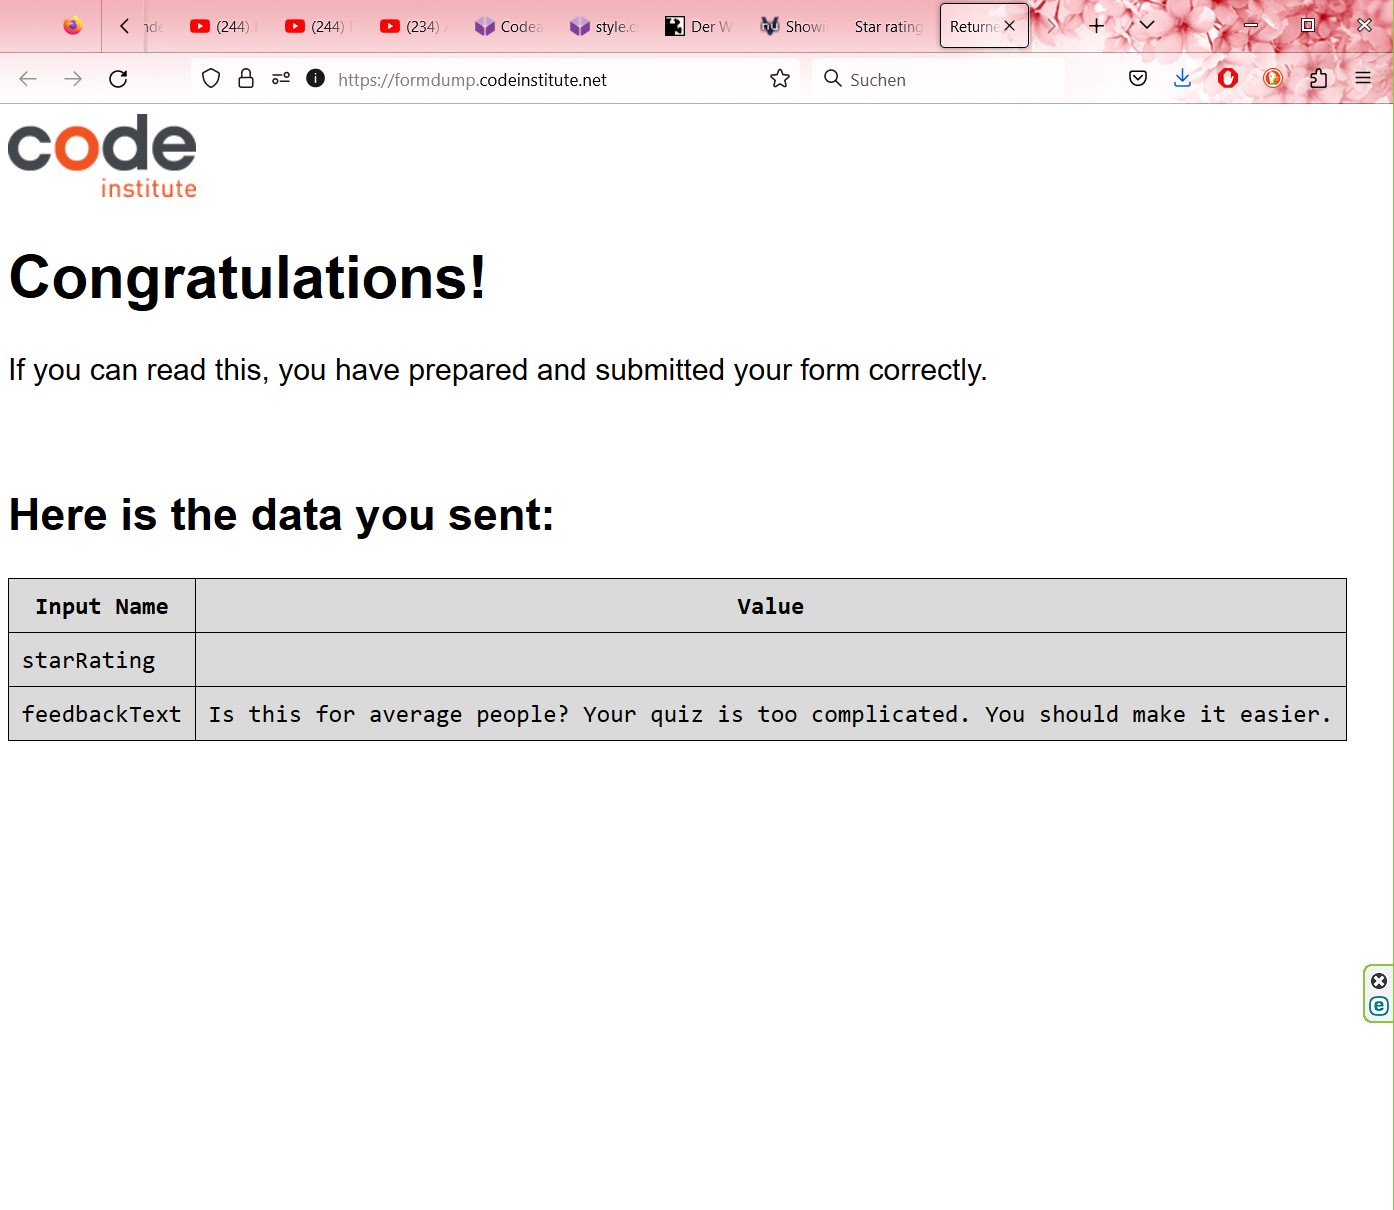 (244)
(244)
(234)
Codea
style.c
Der W
Showi
Star rating
Returne
https://formdump.codeinstitute.net
Suchen
code
institute
Congratulations!
If you can read this, you have prepared and submitted your form correctly.
Here is the data you sent:
Input Name Value
starRating
feedbackText Is this for average people? Your quiz is too complicated. You should make it easier.